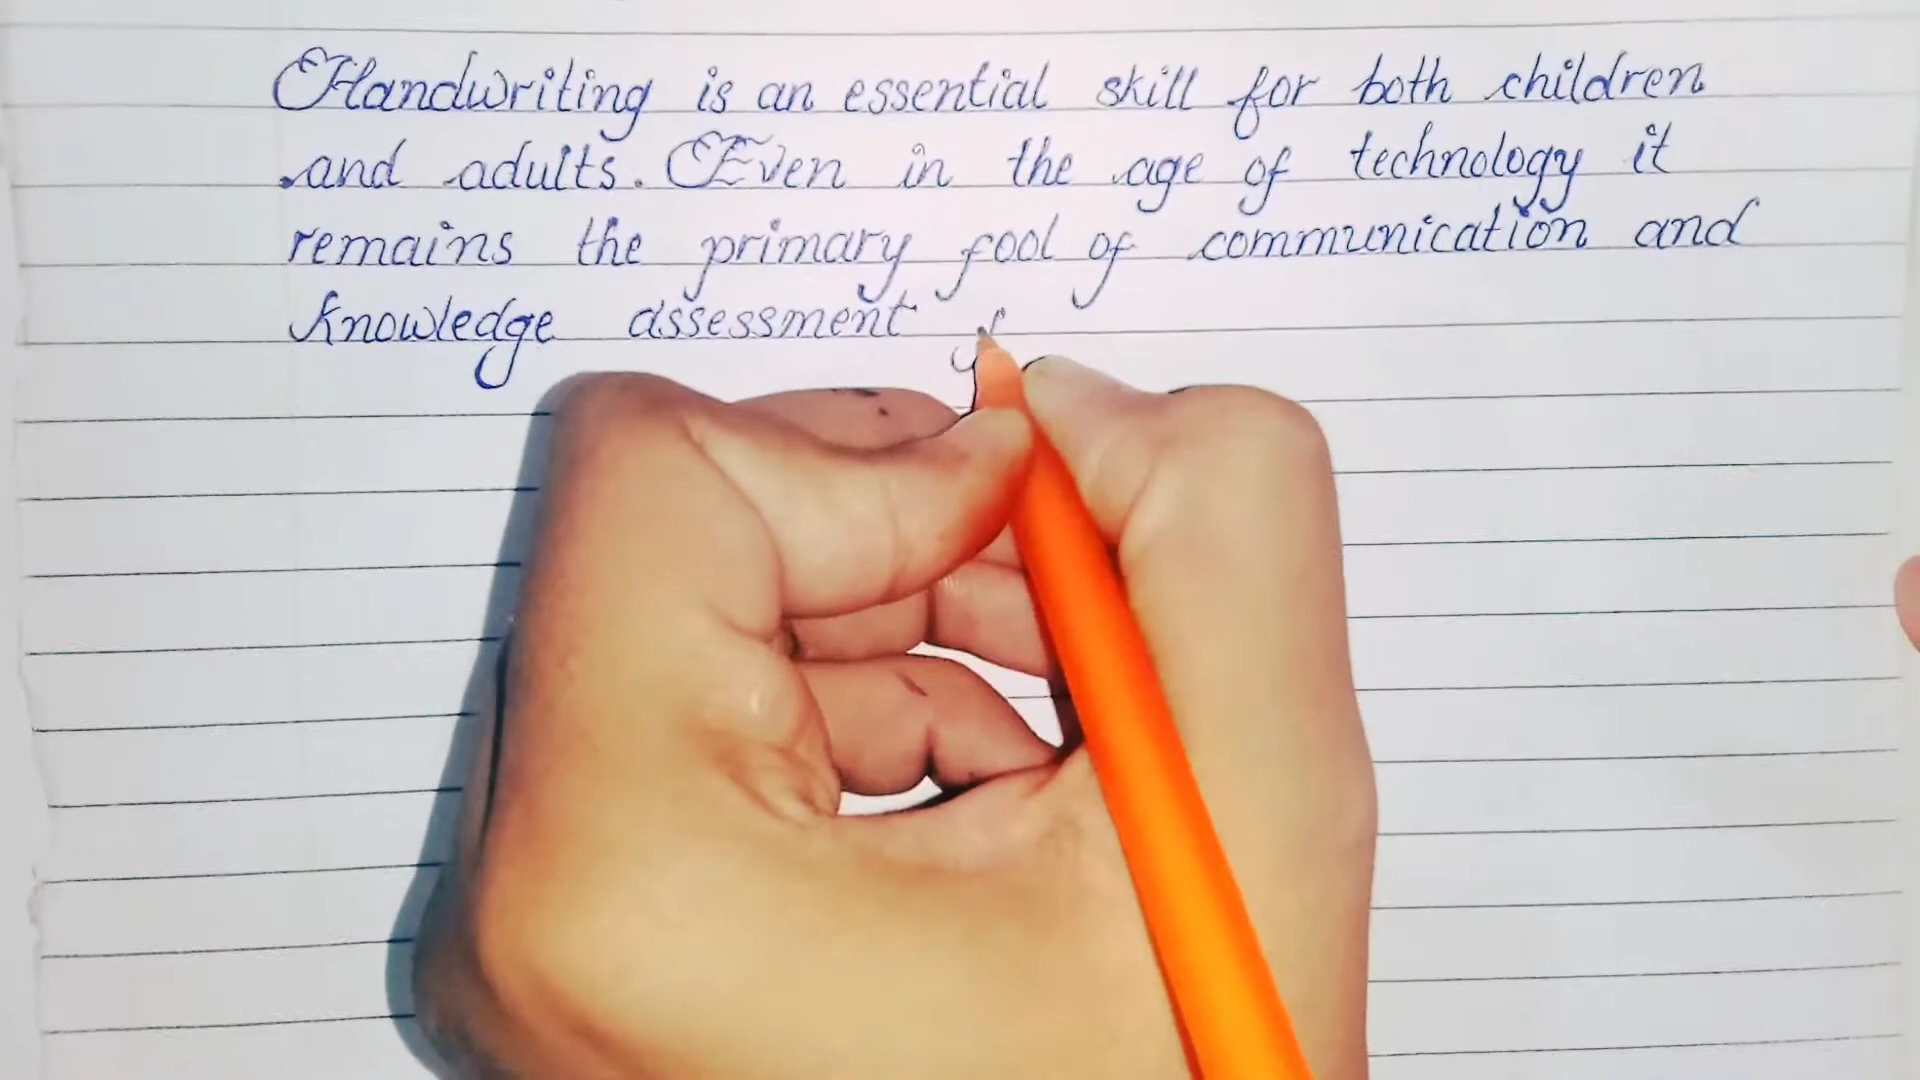 Handwriting is an essential skill for both children
and adults. Even in the age of technology it
remains the primary fool of communication and
knowledge assessment